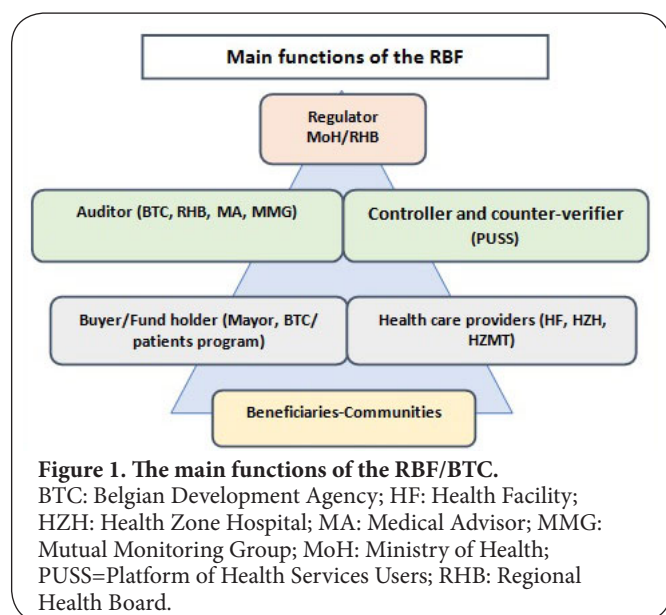 Main functions of the RBF
Regulator
MoH/RHB
Auditor (BTC, RHB, MA, MMG)
Controller and counter-verifier
(PUSS)
Buyer/Fund holder (Mayor, BTC/
patients program)
Health care providers (HF, HZH,
HZMT)
Beneficiaries-Communities
Figure 1. The main functions of the RBF/BTC.
BTC: Belgian Development Agency; HF: Health Facility;
HZH: Health Zone Hospital; MA: Medical Advisor; MMG:
Mutual Monitoring Group; MoH: Ministry of Health;
PUSS=Platform of Health Services Users; RHB: Regional
Health Board.